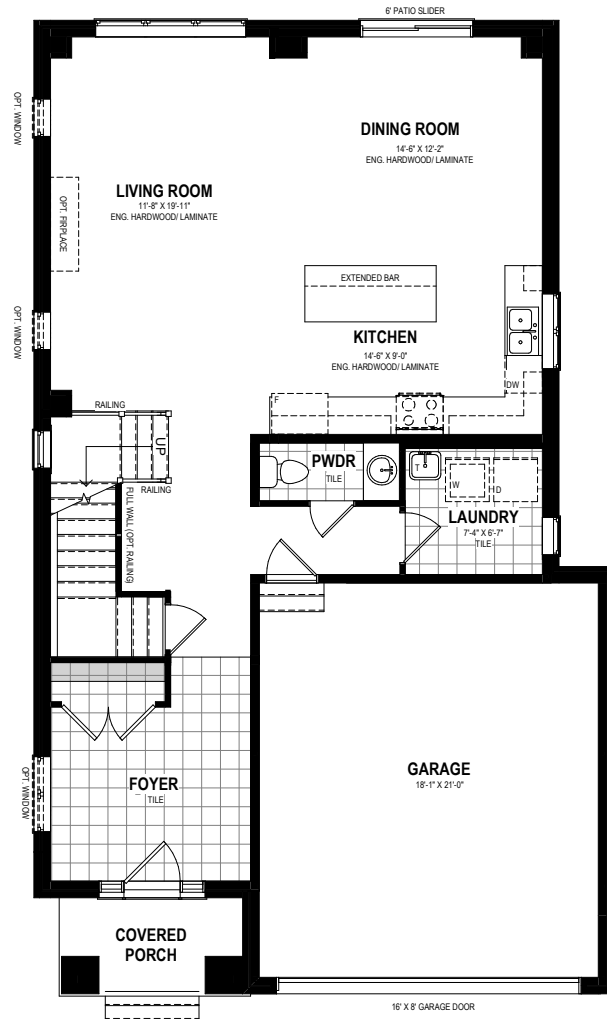 6' PATIO SLIDER
OPT. WINDOW
DINING ROOM
14'-6" X 12'-2"
ENG. HARDWOOD/ LAMINATE
LIVING ROOM
11'-8" X 19'-11"
ENG. HARDWOOD/ LAMINATE
OPT. FIREPLACE
EXTENDED BAR
OPT. WINDOW
KITCHEN
14'-6" X 9'-0"
ENG. HARDWOOD/ LAMINATE
DW
F
RAILING
UP
RAILING
PWDR
TILE
T
W
D
LAUNDRY
7'-4" X 6'-7"
TILE
FULL WALL (OPT. RAILING)
GARAGE
18'-1" X 21'-0"
FOYER
TILE
OPT. WINDOW
COVERED
PORCH
16' X 8' GARAGE DOOR